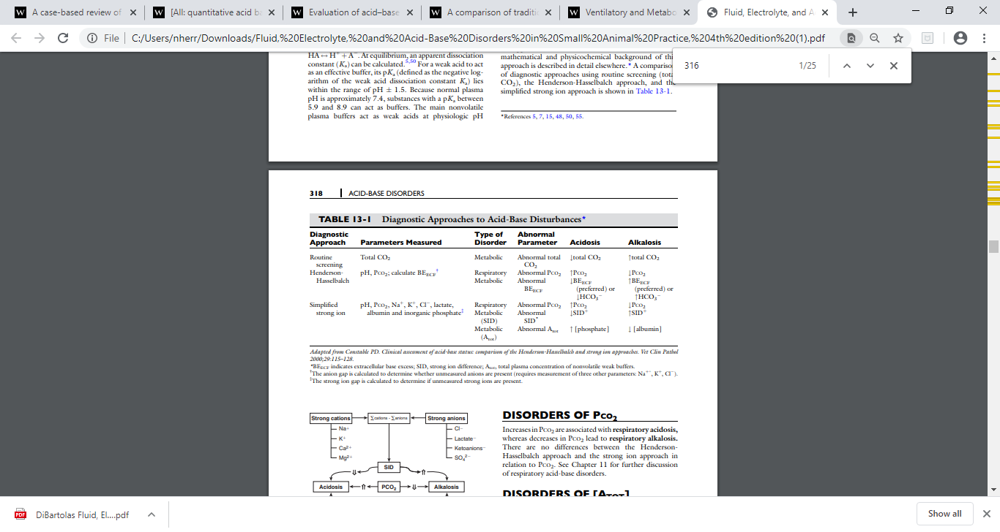 A case-based review of
[All: quantitative acid ba
Evaluation of acid–base
A comparison of traditi
Ventilatory and Metabo
Fluid, Electrolyte, and A
File | C:/Users/nherr/Downloads/Fluid,%20Electrolyte,%20and%20Acid-Base%20Disorders%20in%20Small%20Animal%20Practice,%204th%20edition%20(1).pdf
316 1/25
HA ↔ H⁺ + A⁻. At equilibrium, an apparent dissociation
constant (Kₐ) can be calculated.⁵,⁵⁰ For a weak acid to act
as an effective buffer, its pKₐ (defined as the negative log-
arithm of the weak acid dissociation constant Kₐ) lies
within the range of pH ± 1.5. Because normal plasma
pH is approximately 7.4, substances with a pKₐ between
5.9 and 8.9 can act as buffers. The main nonvolatile
plasma buffers act as weak acids at physiologic pH
mathematical and physicochemical background of thi
approach is described in detail elsewhere.* A compariso
of diagnostic approaches using routine screening (tota
CO₂), the Henderson-Hasselbalch approach, and the
simplified strong ion approach is shown in Table 13-1.
*References 5, 7, 15, 48, 50, 55.
318 | ACID-BASE DISORDERS
TABLE 13-1 Diagnostic Approaches to Acid-Base Disturbances*
Diagnostic Approach Parameters Measured Type of Disorder Abnormal Parameter Acidosis Alkalosis
Routine screening Total CO₂ Metabolic Abnormal total CO₂ ↓total CO₂ ↑total CO₂
Henderson-Hasselbalch pH, Pco₂; calculate BE_ECF† Respiratory Abnormal Pco₂ ↑Pco₂ ↓Pco₂
Metabolic Abnormal BE_ECF ↓BE_ECF (preferred) or ↓HCO₃⁻ ↑BE_ECF (preferred) or ↑HCO₃⁻
Simplified strong ion pH, Pco₂, Na⁺, K⁺, Cl⁻, lactate, albumin and inorganic phosphate‡ Respiratory Abnormal Pco₂ ↑Pco₂ ↓Pco₂
Metabolic (SID) Abnormal SID⁺ ↓SID⁺ ↑SID⁺
Metabolic (A_tot) Abnormal A_tot ↑ [phosphate] ↓ [albumin]
Adapted from Constable PD. Clinical assessment of acid-base status: comparison of the Henderson-Hasselbalch and strong ion approaches. Vet Clin Pathol
2000;29:115–128.
*BE_ECF indicates extracellular base excess; SID, strong ion difference; A_tot, total plasma concentration of nonvolatile weak buffers.
†The anion gap is calculated to determine whether unmeasured anions are present (requires measurement of three other parameters: Na⁺, K⁺, Cl⁻).
‡The strong ion gap is calculated to determine if unmeasured strong ions are present.
Strong cations ∑cations - ∑anions Strong anions
Na⁺ Cl⁻
K⁺ Lactate⁻
Ca²⁺ Ketoanions⁻
Mg²⁺ SO₄²⁻
SID
Acidosis PCO₂ Alkalosis
DISORDERS OF Pco₂
Increases in Pco₂ are associated with respiratory acidosis,
whereas decreases in Pco₂ lead to respiratory alkalosis.
There are no differences between the Henderson-
Hasselbalch approach and the strong ion approach in
relation to Pco₂. See Chapter 11 for further discussion
of respiratory acid-base disorders.
DISORDERS OF [ATOT]
DiBartolas Fluid, El....pdf
Show all